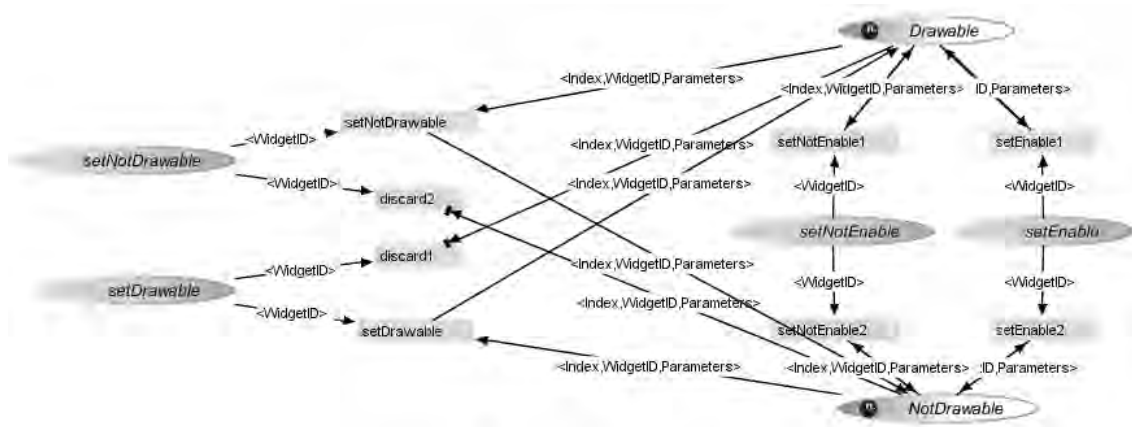 Drawable
<Index,WidgetID,Parameters>
<Index,WidgetID,Parameters> ID,Parameters>
setNotDrawable
<WidgetID>
<Index,WidgetID,Parameters>
setNotEnable1
setEnable1
setNotDrawable
<WidgetID>
<Index,WidgetID,Parameters>
<WidgetID>
<WidgetID>
discard2
setNotEnable
setEnablu
discard1
<WidgetID>
<Index,WidgetID,Parameters>
<WidgetID>
<WidgetID>
setDrawable
<WidgetID>
<Index,WidgetID,Parameters>
setDrawable
setNotEnable2
setEnable2
<Index,WidgetID,Parameters>
<Index,WidgetID,Parameters>
:ID,Parameters>
NotDrawable